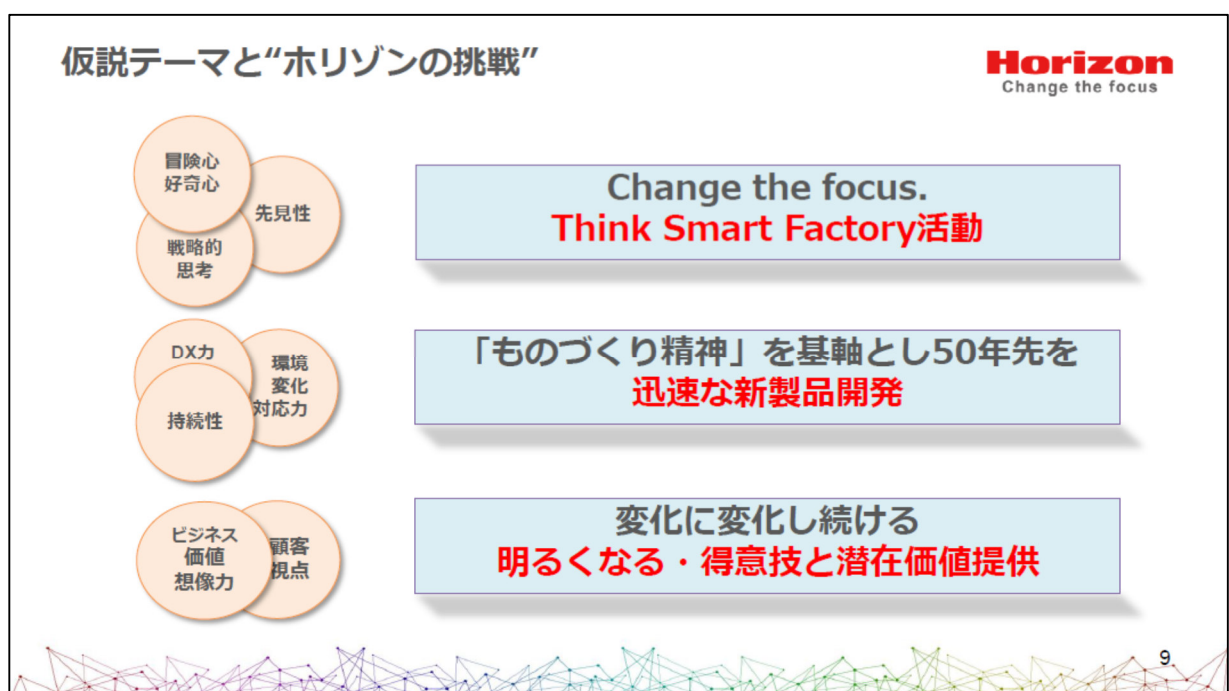 仮説テーマと“ホリゾンの挑戦”
Horizon
Change the focus
冒険心
好奇心
先見性
戦略的
思考
Change the focus.
Think Smart Factory活動
DX力
環境
変化
対応力
持続性
「ものづくり精神」を基軸とし50年先を
迅速な新製品開発
ビジネス
価値
想像力
顧客
視点
変化に変化し続ける
明るくなる・得意技と潜在価値提供
9